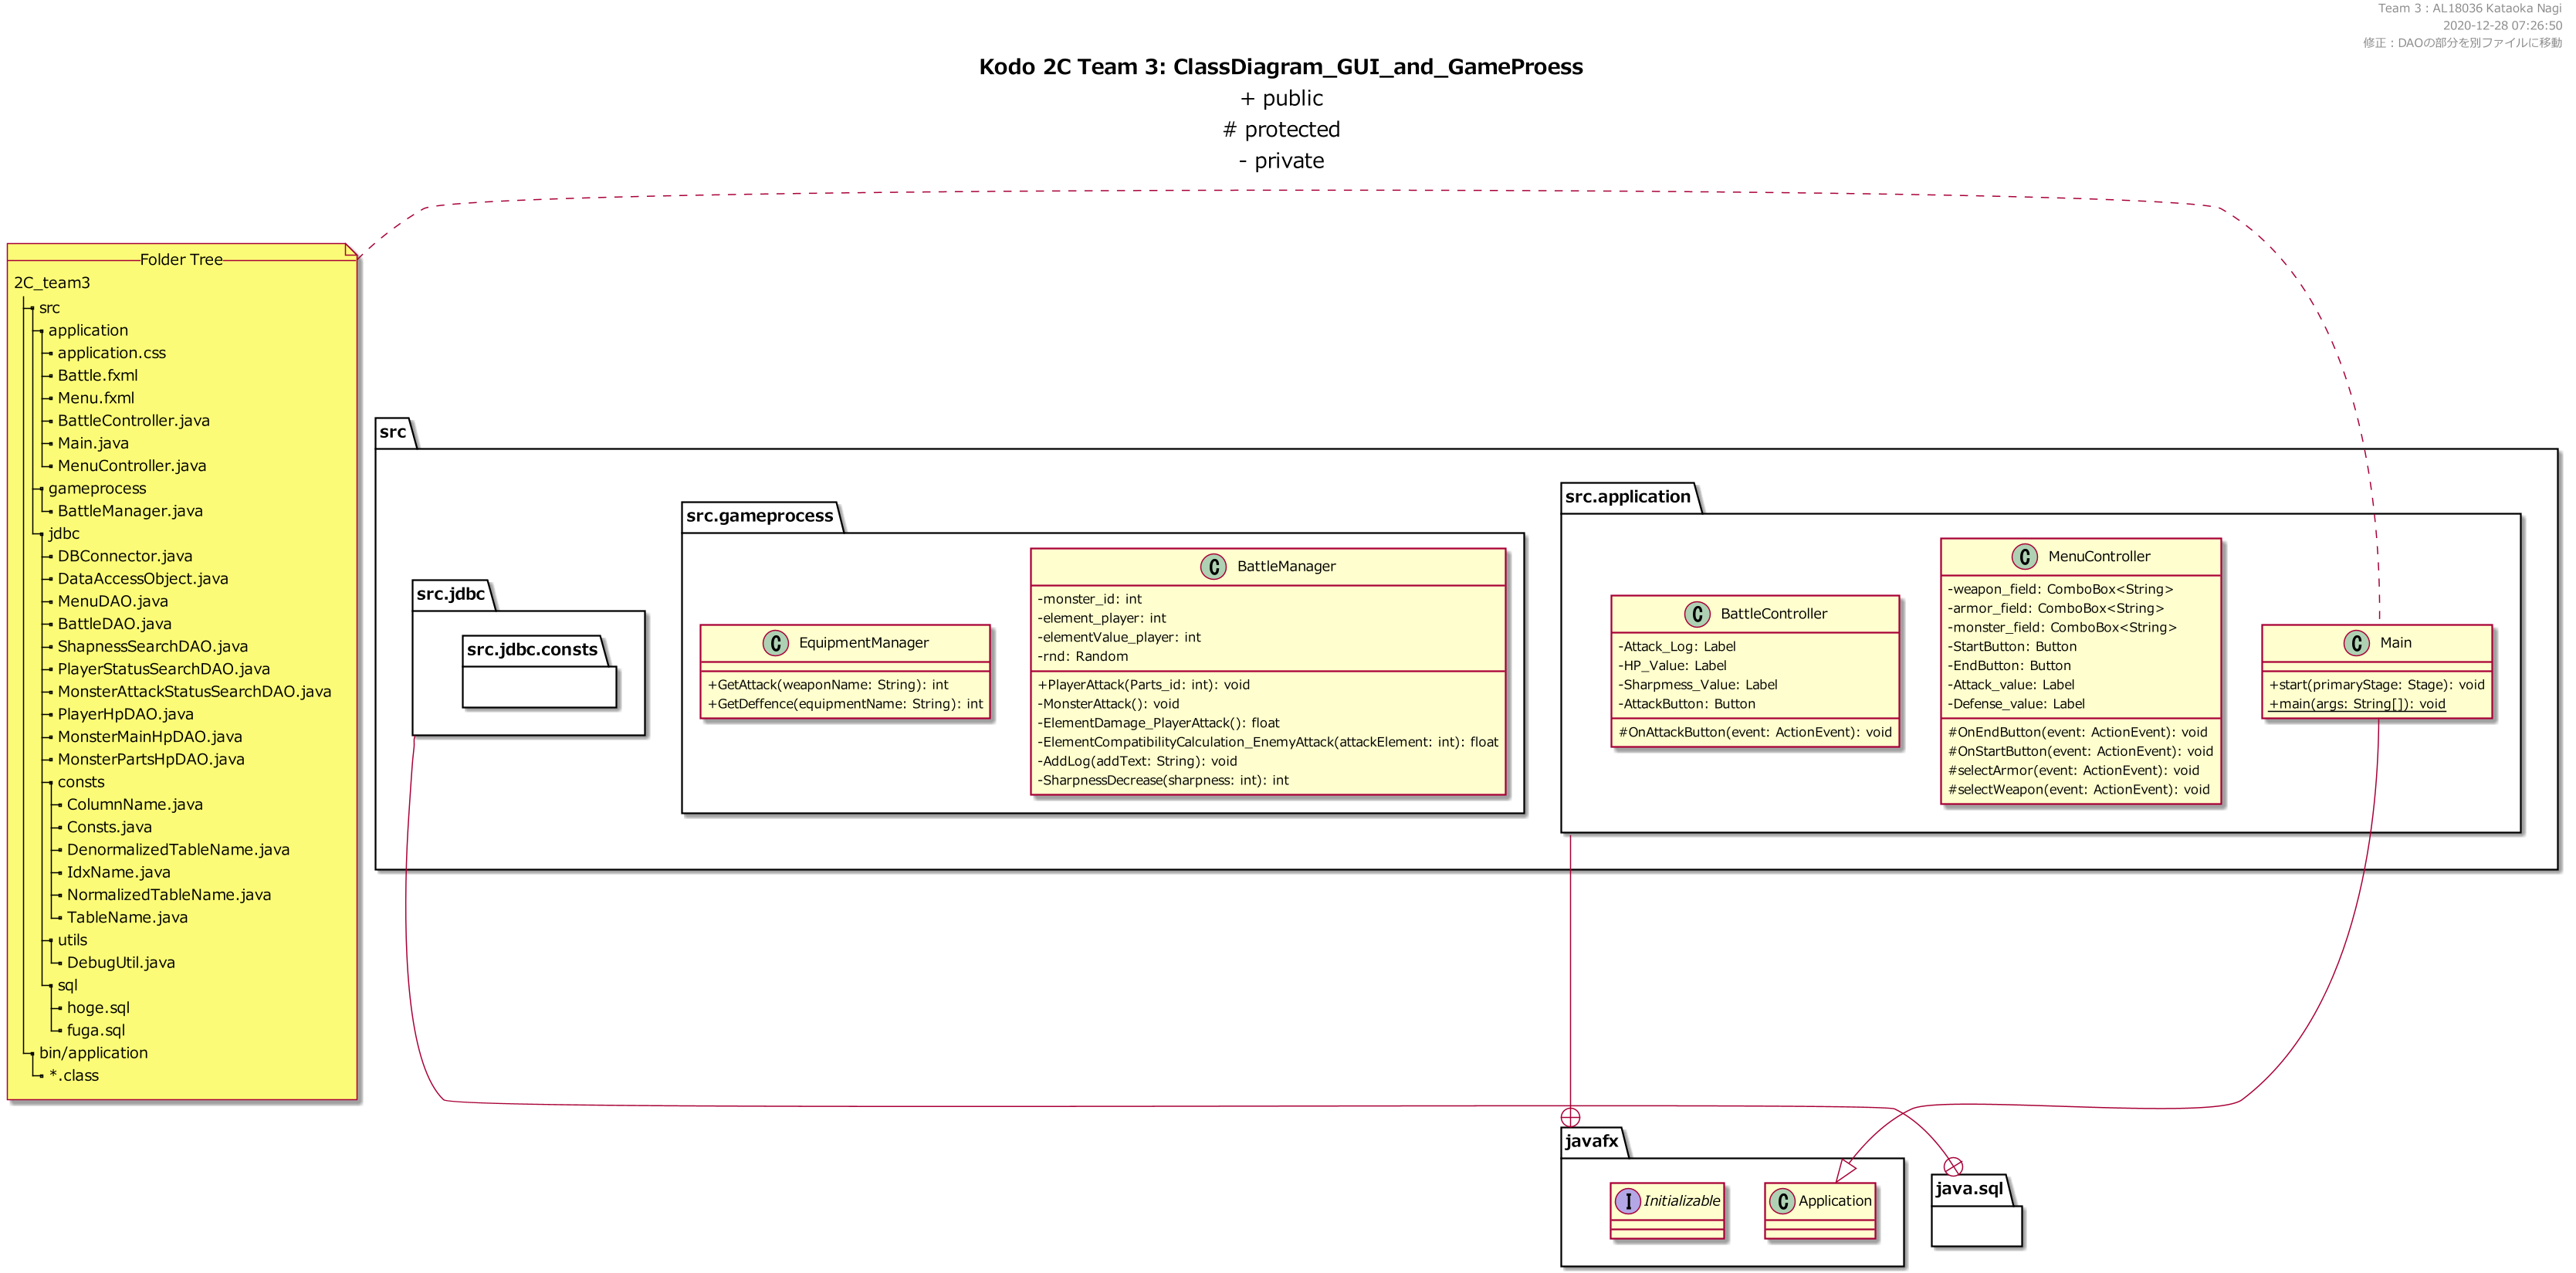 Team 3 : AL18036 Kataoka Nagi
2020-12-28 07:26:50
修正：DAOの部分を別ファイルに移動
Kodo 2C Team 3: ClassDiagram_GUI_and_GameProess
+ public
# protected
- private
Folder Tree
2C_team3
src
application
application.css
Battle.fxml
Menu.fxml
BattleController.java
Main.java
MenuController.java
gameprocess
BattleManager.java
jdbc
DBConnector.java
DataAccessObject.java
MenuDAO.java
BattleDAO.java
ShapnessSearchDAO.java
PlayerStatusSearchDAO.java
MonsterAttackStatusSearchDAO.java
PlayerHpDAO.java
MonsterMainHpDAO.java
MonsterPartsHpDAO.java
consts
ColumnName.java
Consts.java
DenormalizedTableName.java
IdxName.java
NormalizedTableName.java
TableName.java
utils
DebugUtil.java
sql
hoge.sql
fuga.sql
bin/application
*.class
src
src.jdbc
src.jdbc.consts
src.gameprocess
EquipmentManager
+GetAttack(weaponName: String): int
+GetDeffence(equipmentName: String): int
BattleManager
-monster_id: int
-element_player: int
-elementValue_player: int
-rnd: Random
+PlayerAttack(Parts_id: int): void
-MonsterAttack(): void
-ElementDamage_PlayerAttack(): float
-ElementCompatibilityCalculation_EnemyAttack(attackElement: int): float
-AddLog(addText: String): void
-SharpnessDecrease(sharpness: int): int
src.application
BattleController
-Attack_Log: Label
-HP_Value: Label
-Sharpmess_Value: Label
-AttackButton: Button
#OnAttackButton(event: ActionEvent): void
MenuController
-weapon_field: ComboBox<String>
-armor_field: ComboBox<String>
-monster_field: ComboBox<String>
-StartButton: Button
-EndButton: Button
-Attack_value: Label
-Defense_value: Label
#OnEndButton(event: ActionEvent): void
#OnStartButton(event: ActionEvent): void
#selectArmor(event: ActionEvent): void
#selectWeapon(event: ActionEvent): void
Main
+start(primaryStage: Stage): void
+main(args: String[]): void
javafx
Initializable
Application
java.sql
C
C
C
C
C
I
C